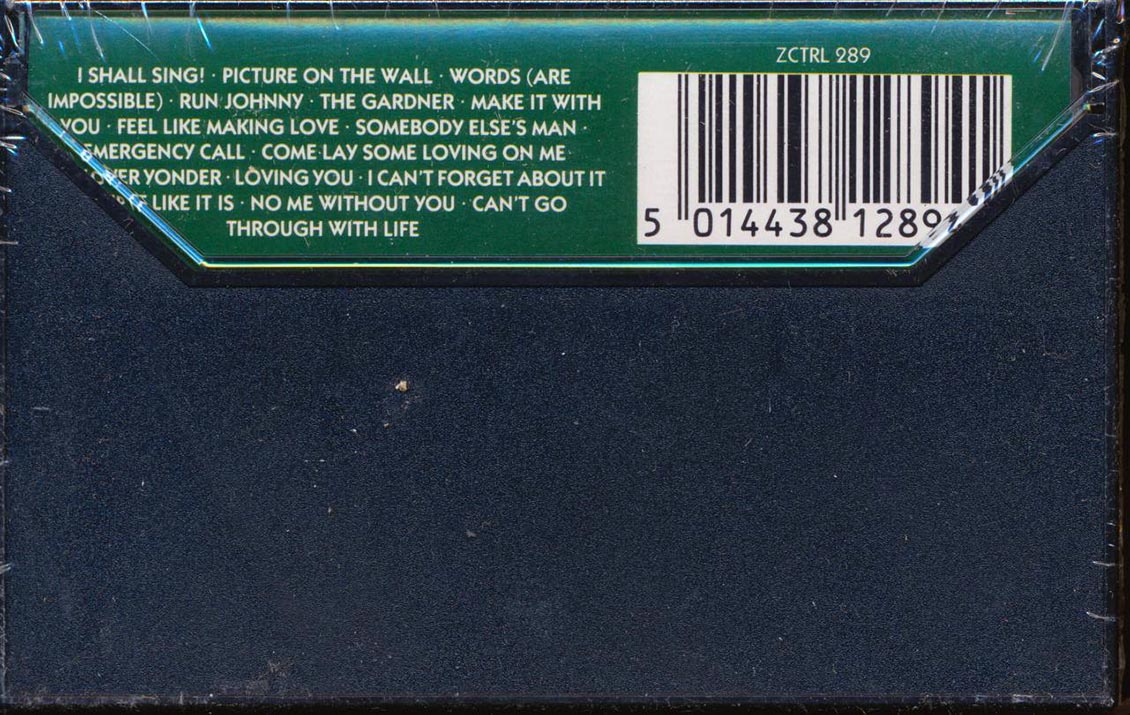 I SHALL SING! · PICTURE ON THE WALL · WORDS (ARE
IMPOSSIBLE) · RUN JOHNNY · THE GARDNER · MAKE IT WITH
YOU · FEEL LIKE MAKING LOVE · SOMEBODY ELSE'S MAN ·
EMERGENCY CALL · COME LAY SOME LOVING ON ME
YONDER · LOVING YOU · I CAN'T FORGET ABOUT IT
LIKE IT IS · NO ME WITHOUT YOU · CAN'T GO
THROUGH WITH LIFE
ZCTRL 289
5 014438 1289